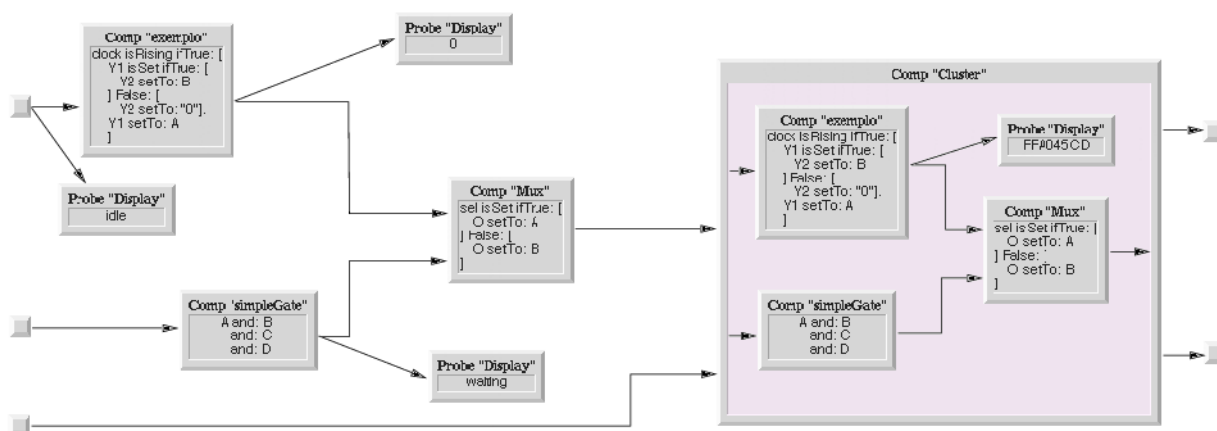 Comp "exemplo"
clock isRising ifTrue: [
Y1 isSet ifTrue: [
Y2 setTo: B
] False: [
Y2 setTo: "0"].
Y1 setTo: A
]
Probe "Display"
0
Probe "Display"
idle
Comp "Mux"
sel isSet ifTrue: [
O setTo: A
] False: [
O setTo: B
]
Comp "simpleGate"
A and: B
and: C
and: D
Probe "Display"
waiting
Comp "Cluster"
Comp "exemplo"
clock isRising ifTrue: [
Y1 isSet ifTrue: [
Y2 setTo: B
] False: [
Y2 setTo: "0"].
Y1 setTo: A
]
Probe "Display"
FF#045CD
Comp "Mux"
sel isSet ifTrue: [
O setTo: A
] False: [
O setTo: B
]
Comp "simpleGate"
A and: B
and: C
and: D